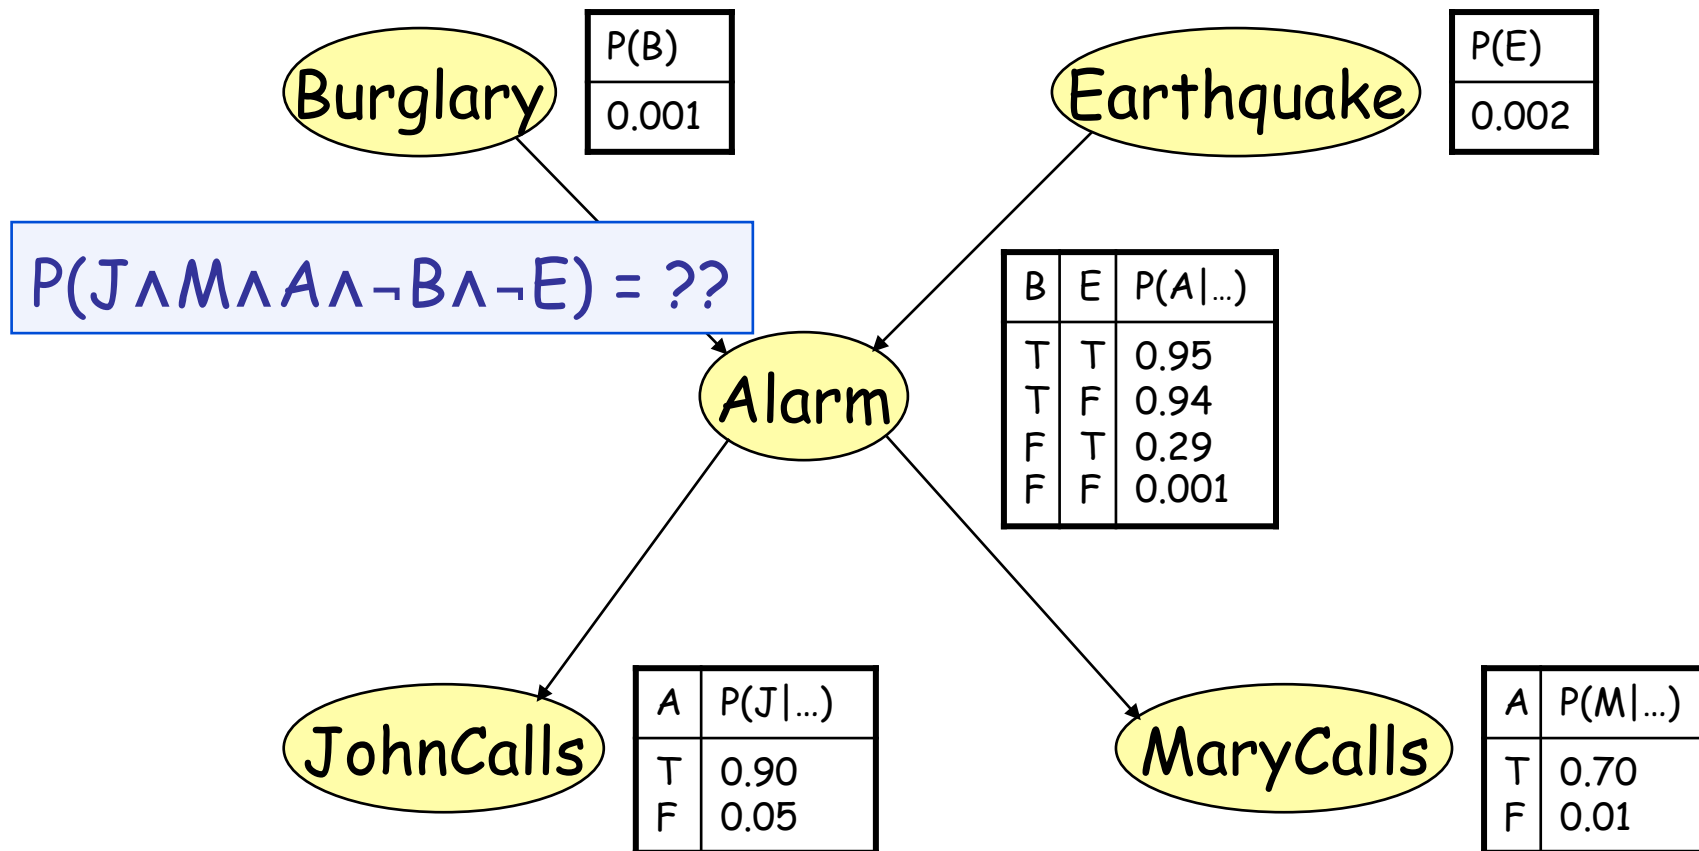 Burglary
P(B)
0.001
Earthquake
P(E)
0.002
P(J∧M∧A∧¬B∧¬E) = ??
B E P(A|…)
T T 0.95
T F 0.94
F T 0.29
F F 0.001
Alarm
JohnCalls
A P(J|…)
T 0.90
F 0.05
MaryCalls
A P(M|…)
T 0.70
F 0.01